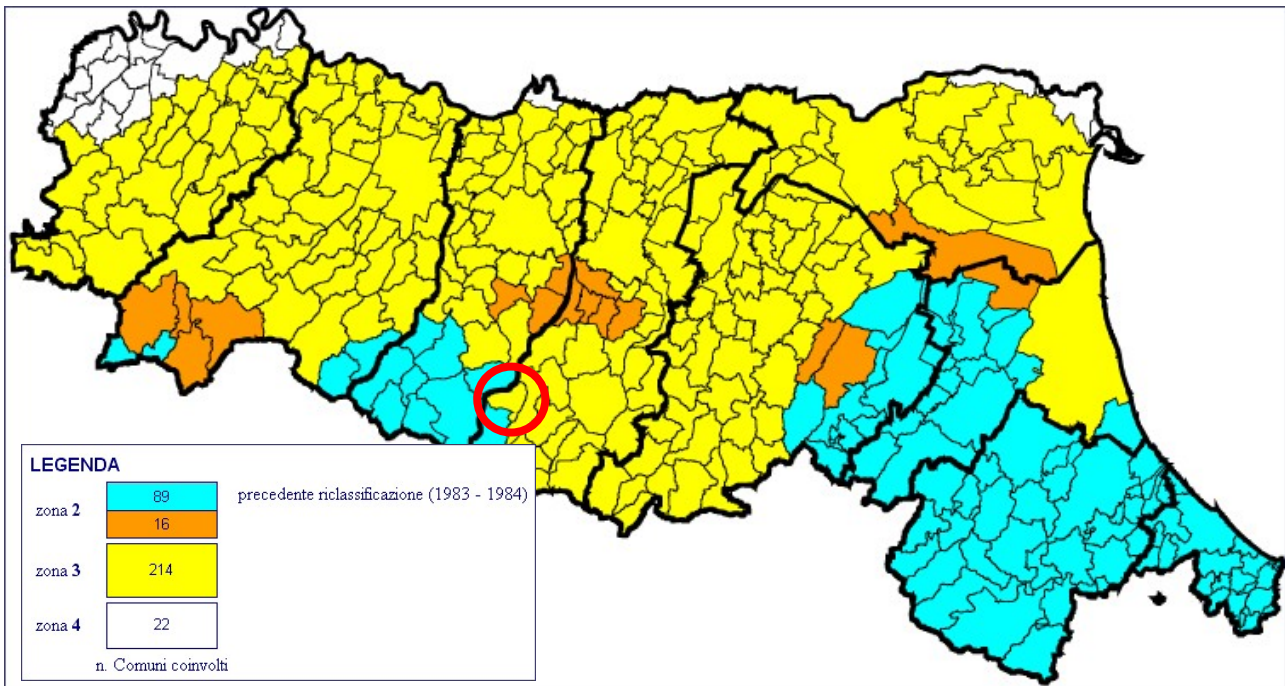 LEGENDA
zona 2
89
precedente riclassificazione (1983 - 1984)
16
zona 3
214
zona 4
22
n. Comuni coinvolti